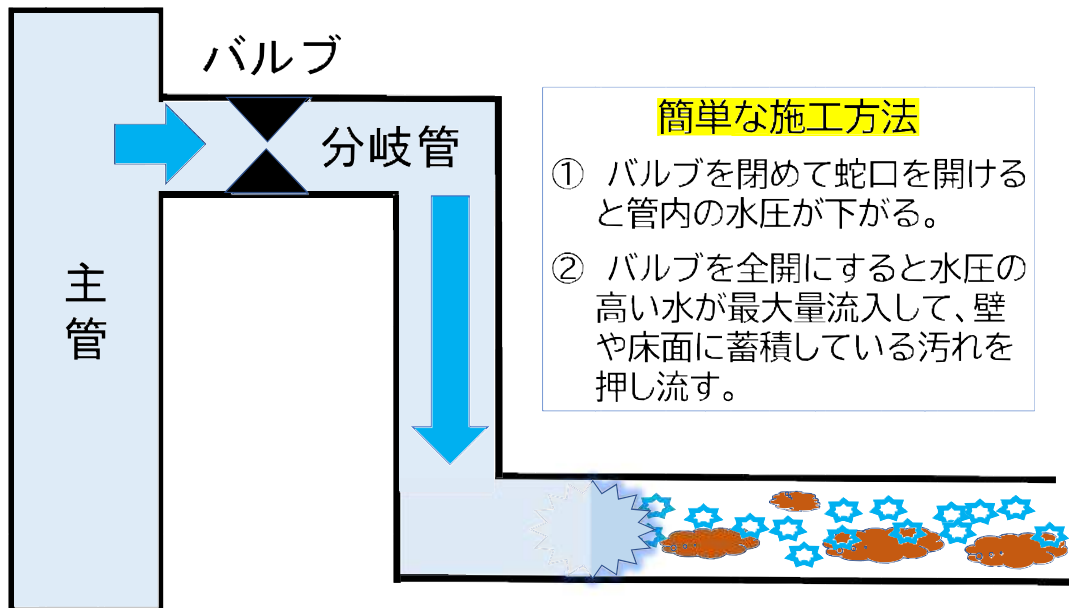 バルブ
分岐管
主
管
簡単な施工方法
① バルブを閉めて蛇口を開ける
と管内の水圧が下がる。
② バルブを全開にすると水圧の
高い水が最大量流入して、壁
や床面に蓄積している汚れを
押し流す。